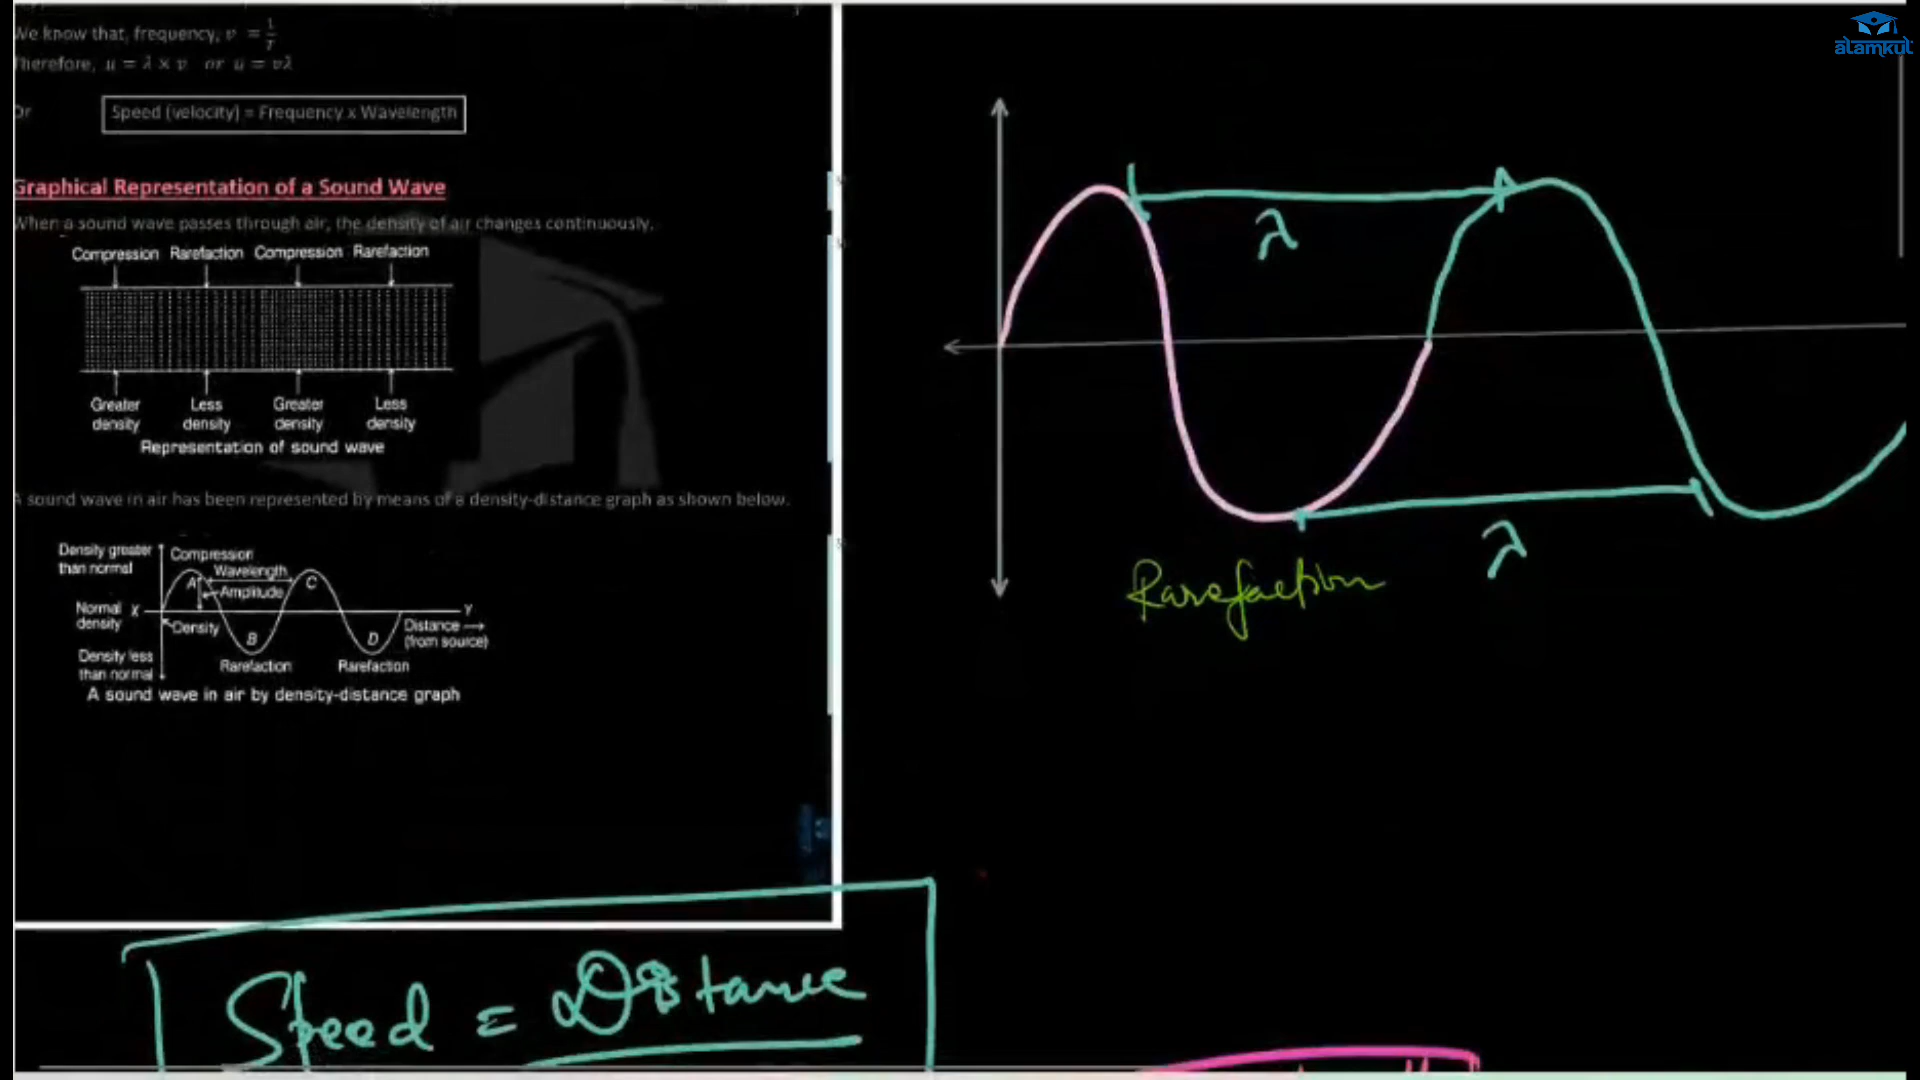 We know that, frequency, v = 1/T
Therefore, u = λ × v or u = vλ
Or
Speed (velocity) = Frequency x Wavelength
Graphical Representation of a Sound Wave
When a sound wave passes through air, the density of air changes continuously.
Compression Rarefaction Compression Rarefaction
Greater density Less density Greater density Less density
Representation of sound wave
A sound wave in air has been represented by means of a density-distance graph as shown below.
Density greater than normal
Compression
Wavelength
A
C
Amplitude
Normal density
X
Y
Density
B
D
Distance → (from source)
Density less than normal
Rarefaction Rarefaction
A sound wave in air by density-distance graph
Speed = Distance
λ
λ
Rarefaction
alamkul